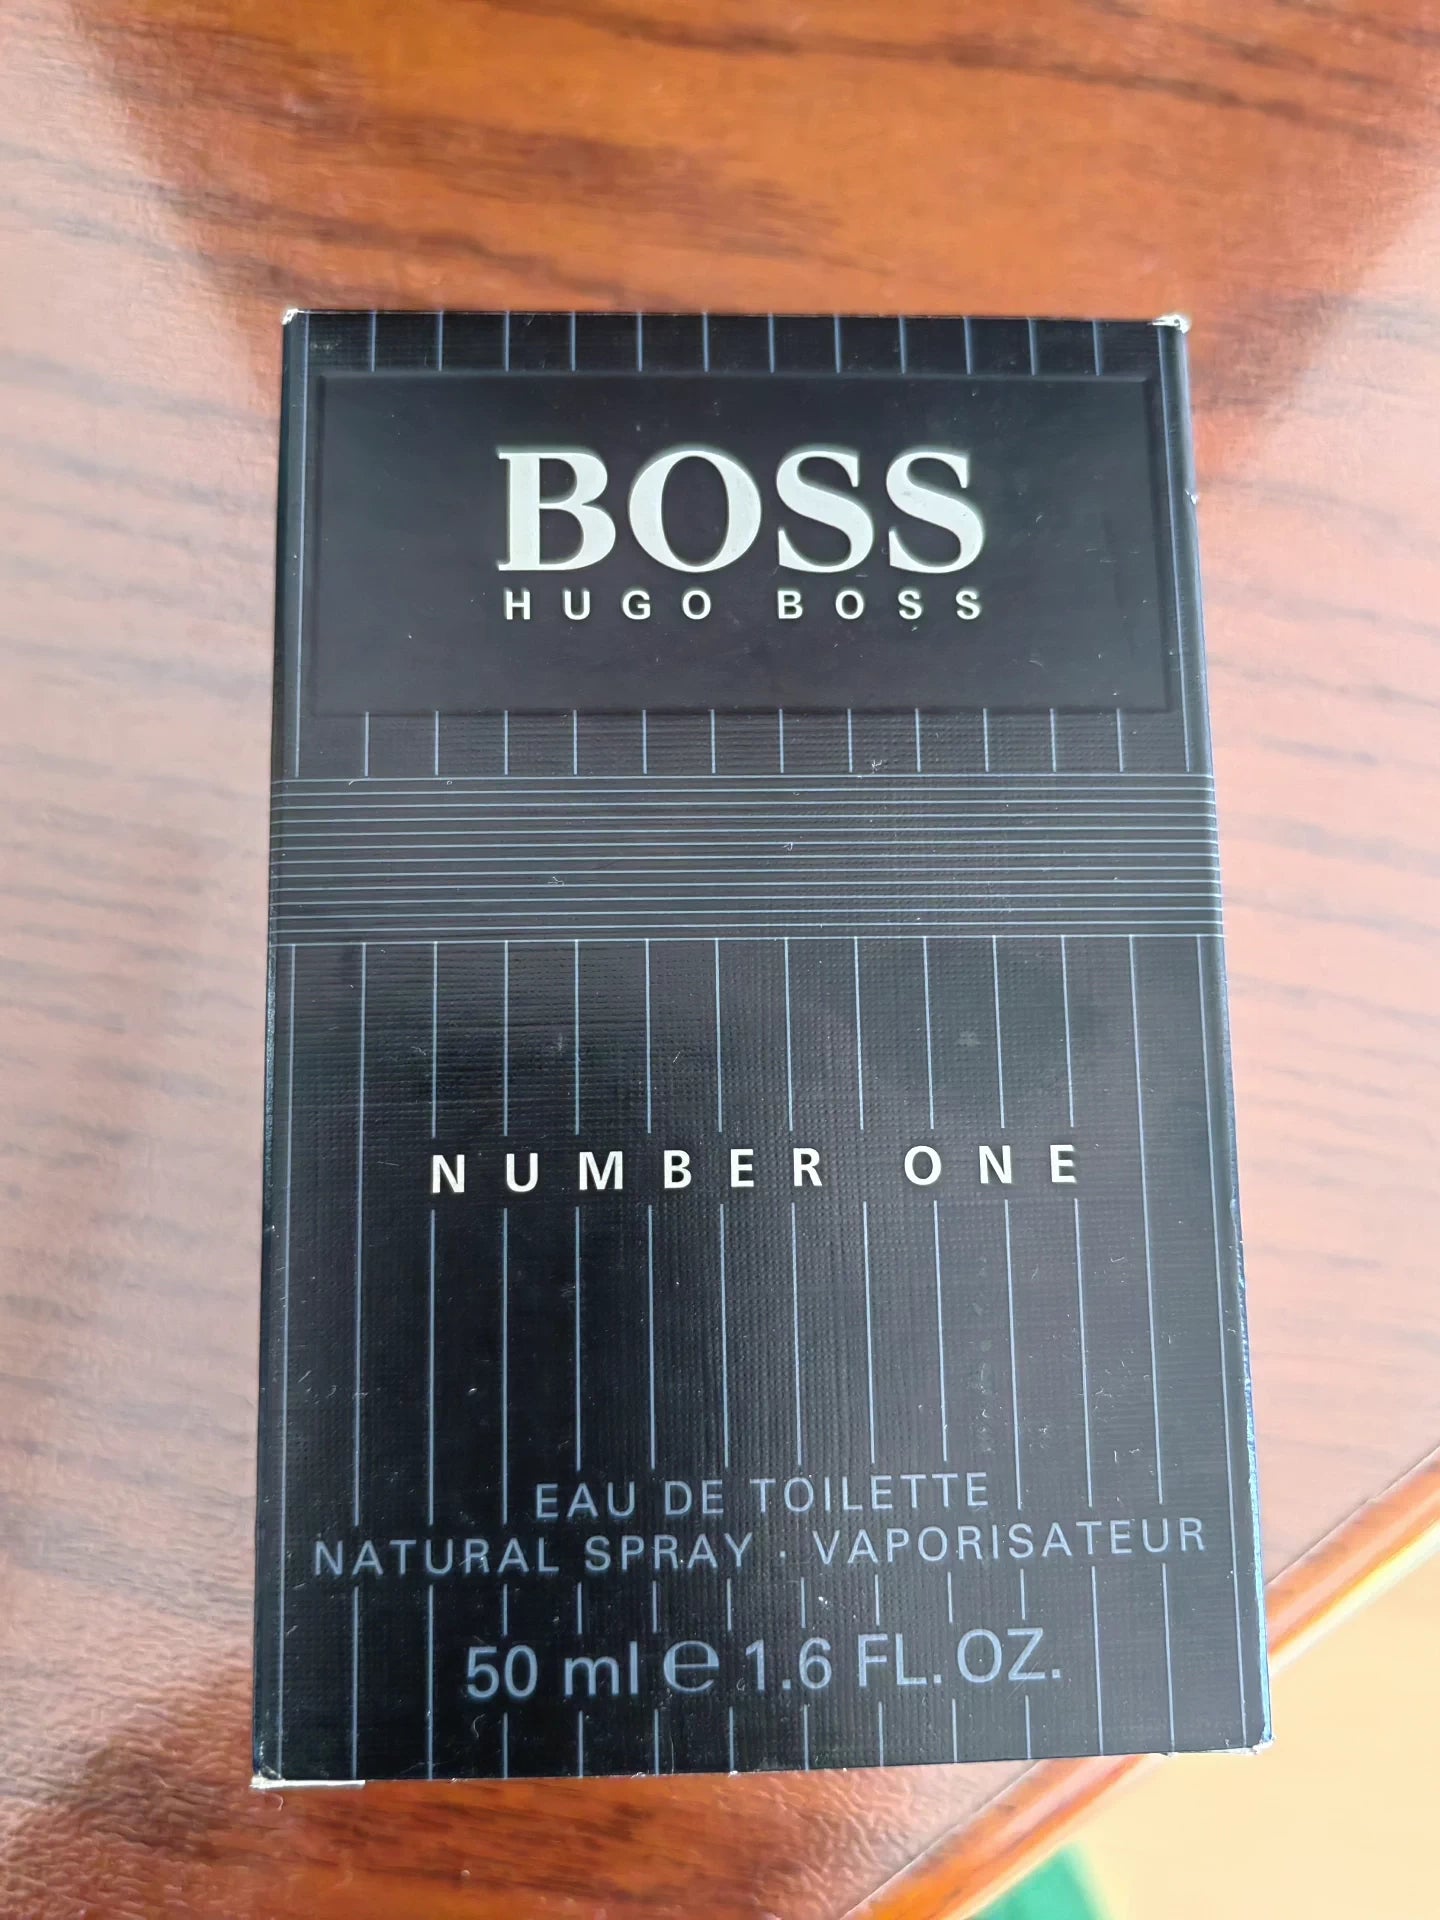 BOSS
HUGO BOSS
NUMBER ONE
EAU DE TOILETTE
NATURAL SPRAY · VAPORISATEUR
50 ml ℮ 1.6 FL. OZ.